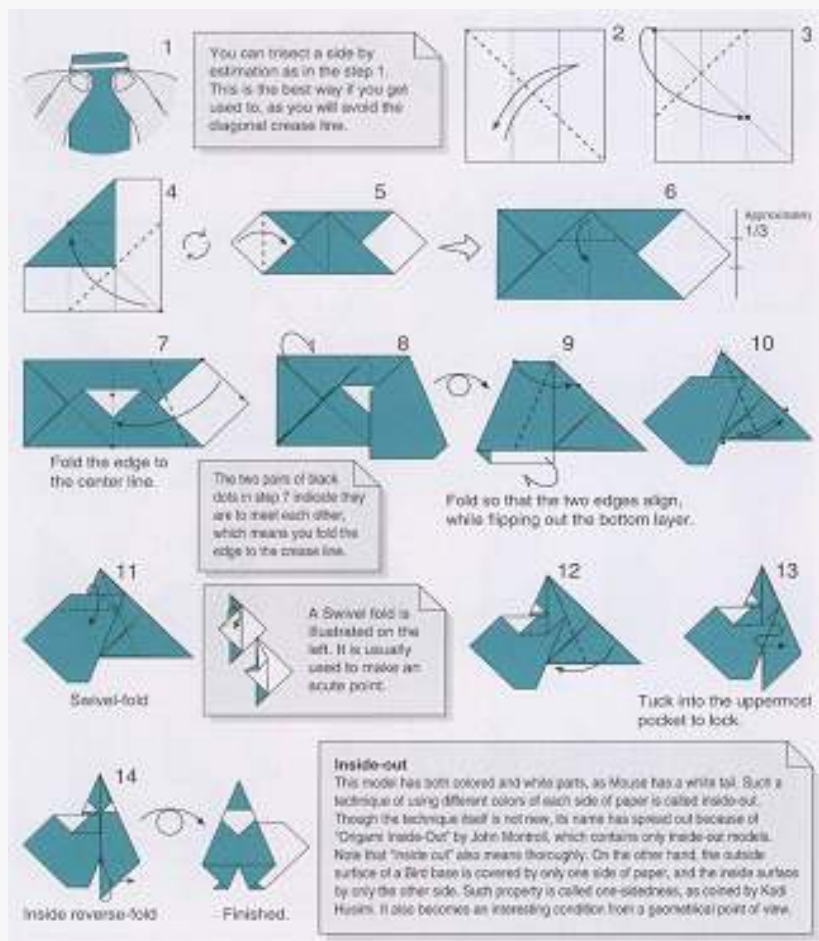 1
You can trisect a side by
estimation as in the step 1.
This is the best way if you get
used to, as you will avoid the
diagonal crease line.
2
3
4
5
6
Approximately
1/3
7
Fold the edge to
the center line.
8
9
10
The two pairs of black
dots in step 7 indicate they
are to meet each other,
which means you fold the
edge to the crease line.
Fold so that the two edges align,
while flipping out the bottom layer.
11
Swivel-fold
A Swivel fold is
illustrated on the
left. It is usually
used to make an
acute point.
12
13
Tuck into the uppermost
pocket to lock.
14
Inside reverse-fold
Finished.
Inside-out
This model has both colored and white parts, as Mouse has a white tail. Such a
technique of using different colors of each side of paper is called inside-out.
Though the technique itself is not new, its name has spread out because of
"Origami Inside-Out" by John Montroll, which contains only inside-out models.
Note that "inside out" also means thoroughly. On the other hand, the outside
surface of a Bird base is covered by only one side of paper, and the inside surface
by only the other side. Such property is called one-sidedness, as coined by Kodi
Husimi. It also becomes an interesting condition from a geometrical point of view.